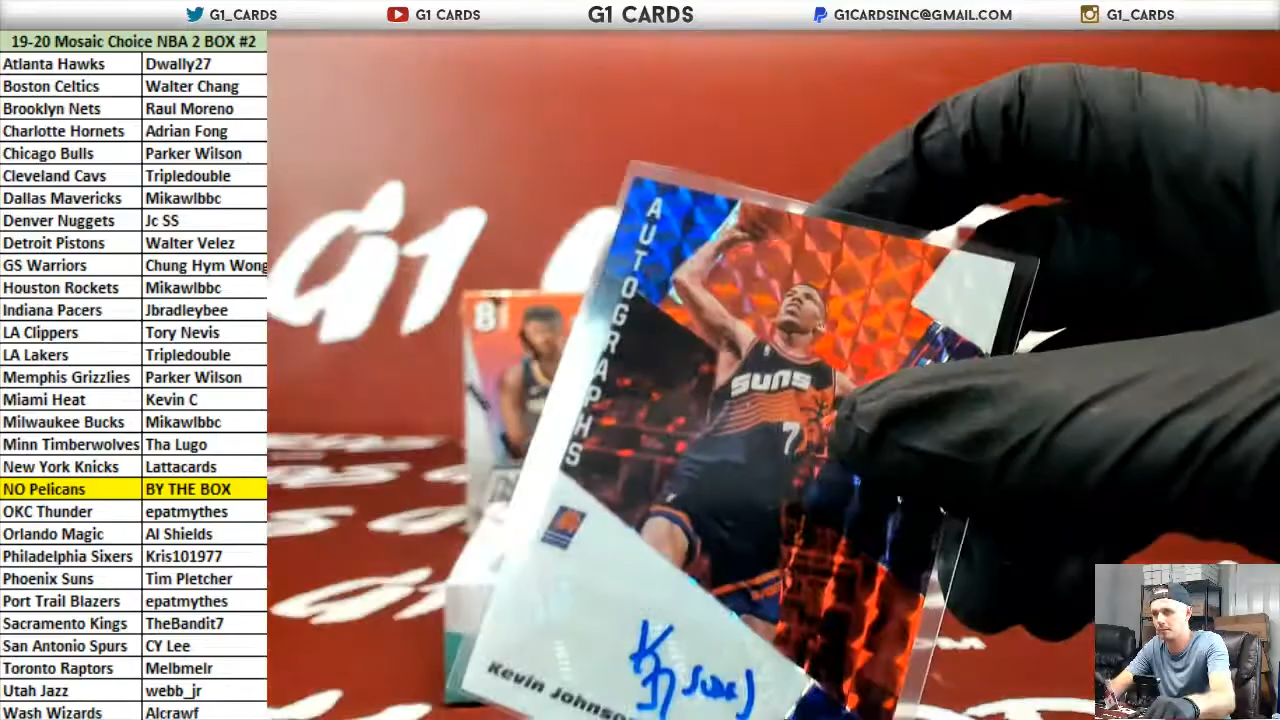 G1_CARDS
G1 CARDS
G1 CARDS
G1CARDSINC@GMAIL.COM
G1_CARDS
19-20 Mosaic Choice NBA 2 BOX #2
Atlanta Hawks Dwally27
Boston Celtics Walter Chang
Brooklyn Nets Raul Moreno
Charlotte Hornets Adrian Fong
Chicago Bulls Parker Wilson
Cleveland Cavs Tripledouble
Dallas Mavericks Mikawlbbc
Denver Nuggets Jc SS
Detroit Pistons Walter Velez
GS Warriors Chung Hym Wong
Houston Rockets Mikawlbbc
Indiana Pacers Jbradleybee
LA Clippers Tory Nevis
LA Lakers Tripledouble
Memphis Grizzlies Parker Wilson
Miami Heat Kevin C
Milwaukee Bucks Mikawlbbc
Minn Timberwolves Tha Lugo
New York Knicks Lattacards
NO Pelicans BY THE BOX
OKC Thunder epatmythes
Orlando Magic Al Shields
Philadelphia Sixers Kris101977
Phoenix Suns Tim Pletcher
Port Trail Blazers epatmythes
Sacramento Kings TheBandit7
San Antonio Spurs CY Lee
Toronto Raptors Melbmelr
Utah Jazz webb_jr
Wash Wizards Alcrawf
G1
8
AUTOGRAPHS
SUNS
7
Kevin Johnso